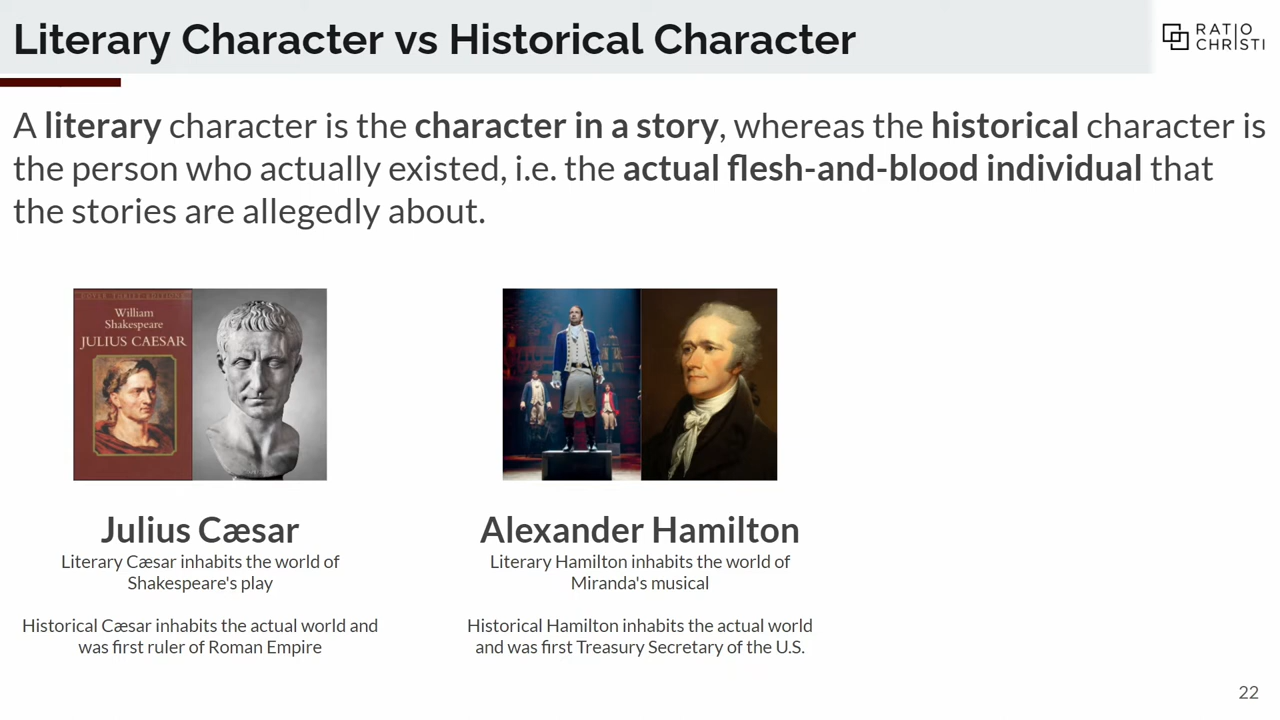 Literary Character vs Historical Character
RATIO
CHRISTI
A literary character is the character in a story, whereas the historical character is
the person who actually existed, i.e. the actual flesh-and-blood individual that
the stories are allegedly about.
DOVER THRIFT EDITIONS
William
Shakespeare
JULIUS CAESAR
Julius Cæsar
Literary Cæsar inhabits the world of
Shakespeare's play
Historical Cæsar inhabits the actual world and
was first ruler of Roman Empire
Alexander Hamilton
Literary Hamilton inhabits the world of
Miranda's musical
Historical Hamilton inhabits the actual world
and was first Treasury Secretary of the U.S.
22